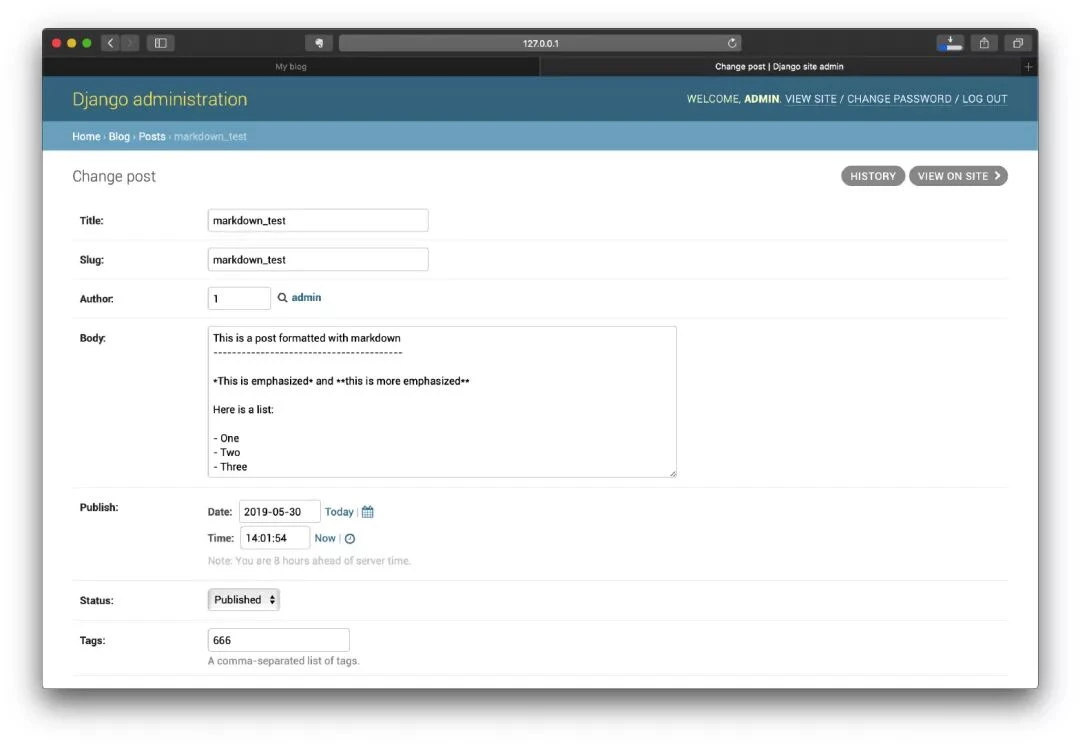 127.0.0.1
My blog
Change post | Django site admin
Django administration
WELCOME, ADMIN. VIEW SITE / CHANGE PASSWORD / LOG OUT
Home › Blog › Posts › markdown_test
Change post
HISTORY
VIEW ON SITE
Title:
markdown_test
Slug:
markdown_test
Author:
1
admin
Body:
This is a post formatted with markdown
----------------------------------------
*This is emphasized* and **this is more emphasized**
Here is a list:
- One
- Two
- Three
Publish:
Date: 2019-05-30 Today |
Time: 14:01:54 Now |
Note: You are 8 hours ahead of server time.
Status:
Published
Tags:
666
A comma-separated list of tags.